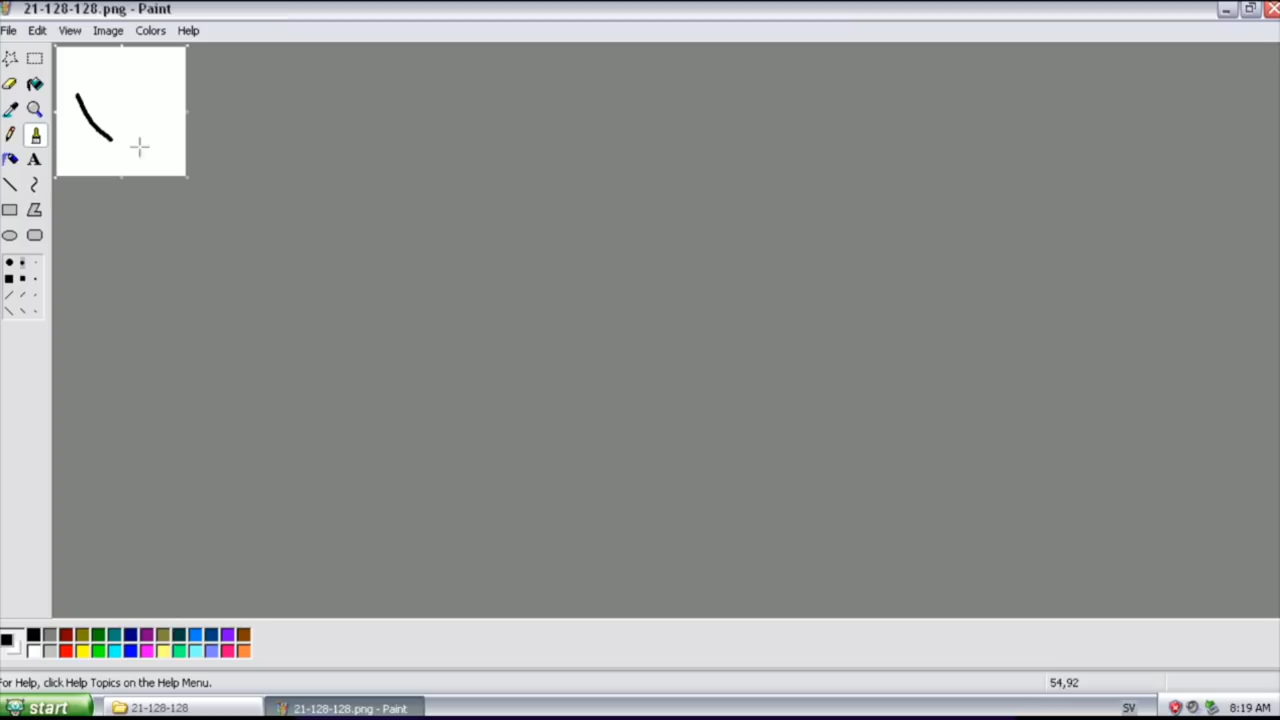 21-128-128.png - Paint
File Edit View Image Colors Help
A
For Help, click Help Topics on the Help Menu.
54,92
start
21-128-128
21-128-128.png - Paint
SV
8:19 AM